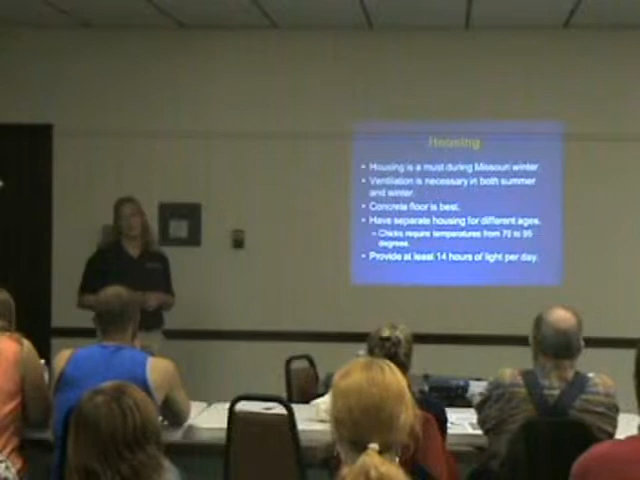 Housing
• Housing is a must during Missouri winter
• Ventilation is necessary in both summer
and winter.
• Concrete floor is best.
• Have separate housing for different ages.
– Chicks require temperatures from 70 to 95
degrees.
• Provide at least 14 hours of light per day.